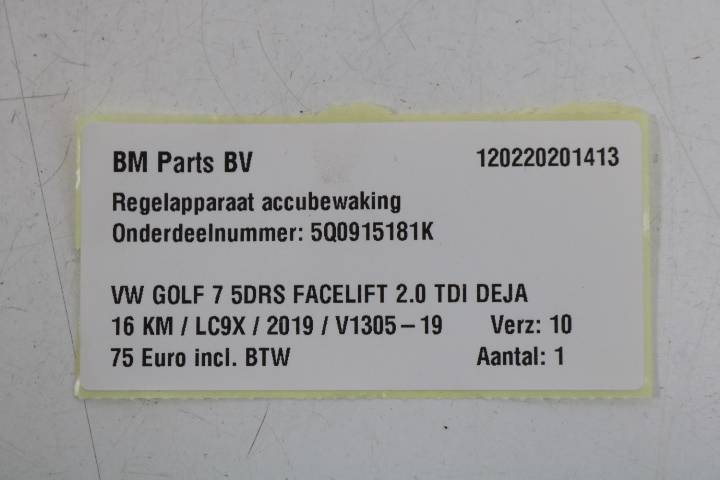 BM Parts BV 120220201413
Regelapparaat accubewaking
Onderdeelnummer: 5Q0915181K
VW GOLF 7 5DRS FACELIFT 2.0 TDI DEJA
16 KM / LC9X / 2019 / V1305-19 Verz: 10
75 Euro incl. BTW Aantal: 1